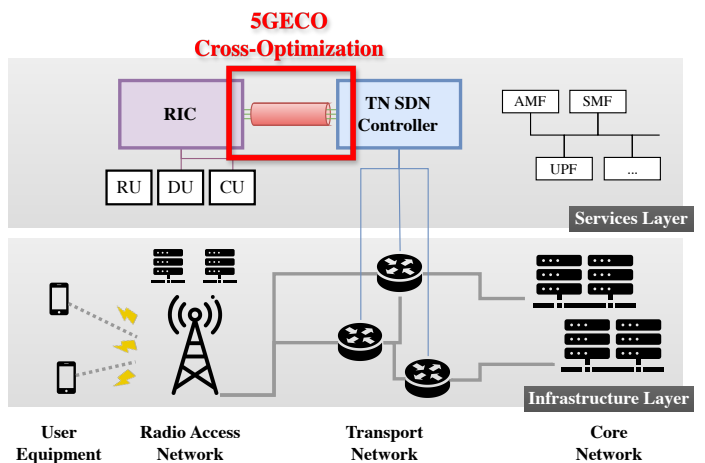 5GECO
Cross-Optimization
RIC
TN SDN
Controller
AMF
SMF
RU
DU
CU
UPF
...
Services Layer
Infrastructure Layer
User
Equipment
Radio Access
Network
Transport
Network
Core
Network